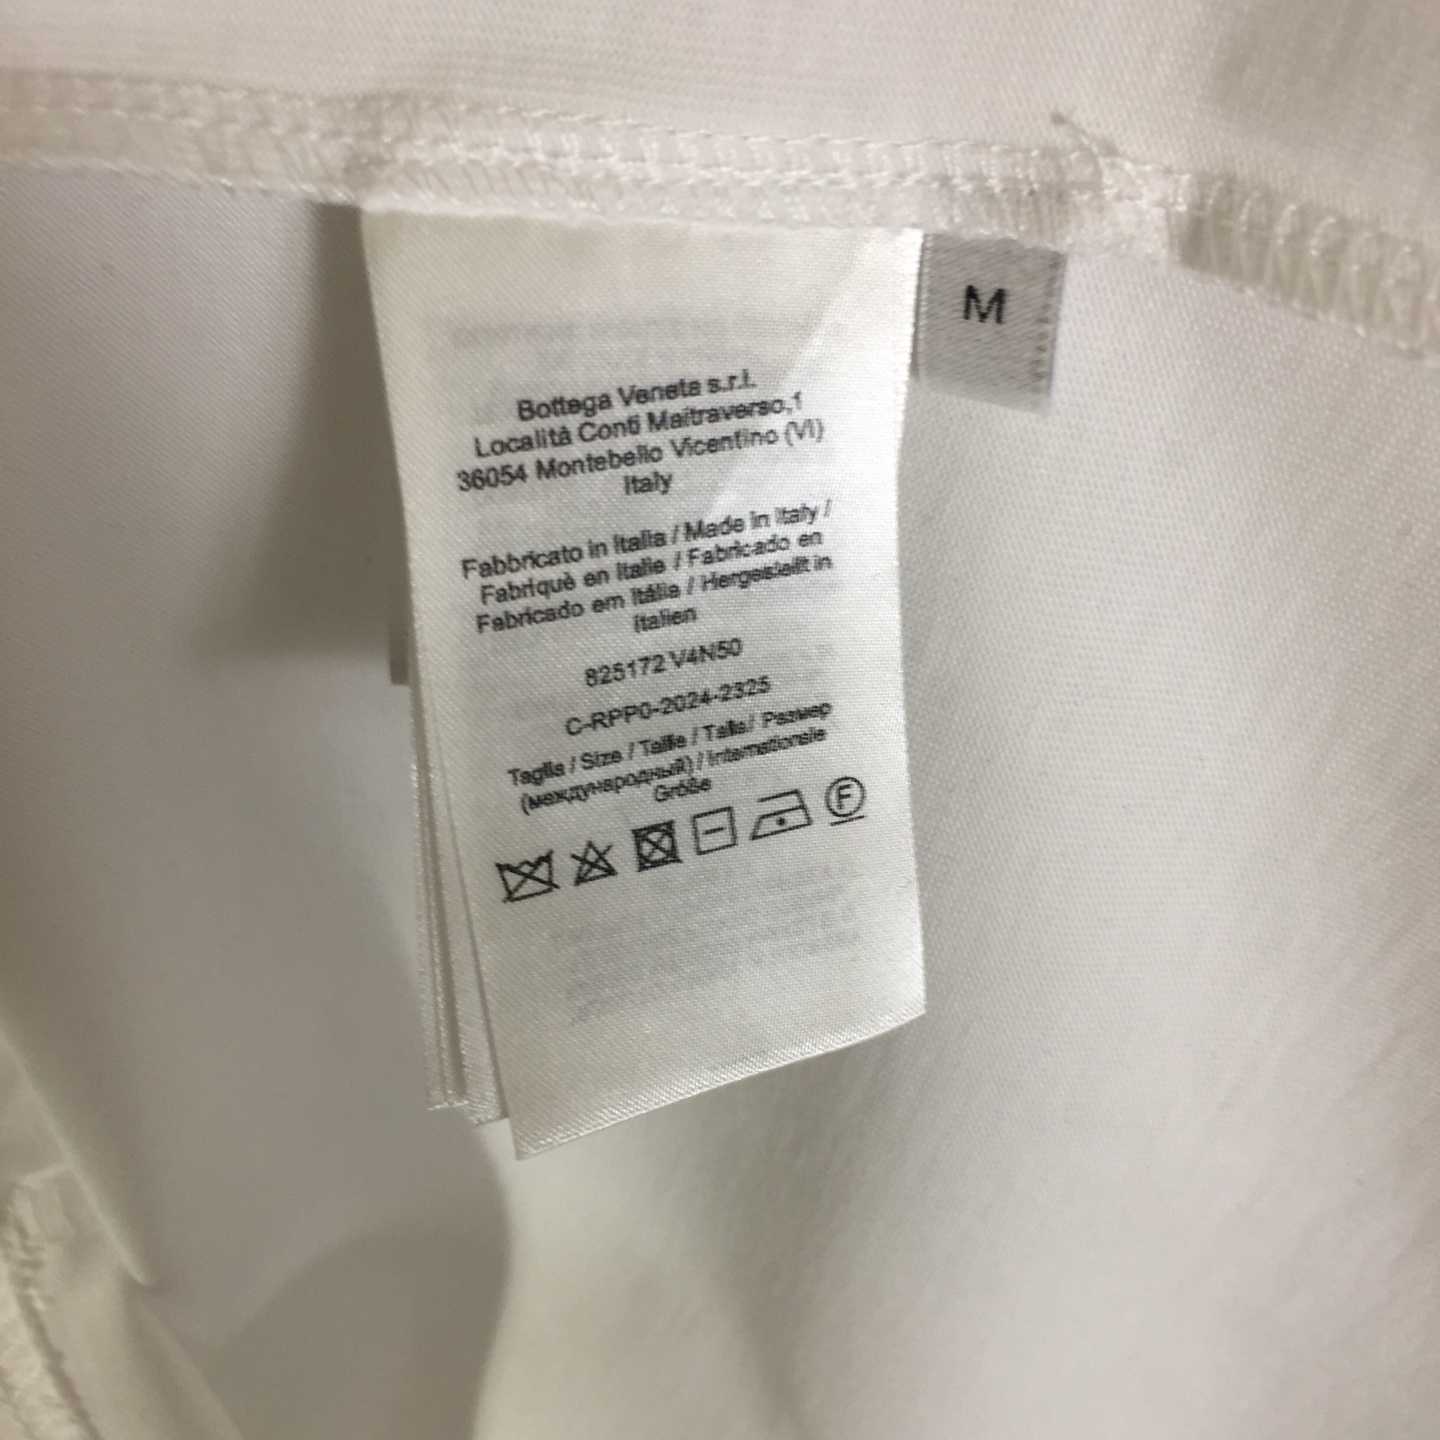 M
Bottega Veneta s.r.l.
Località Conti Maltraverso,1
36054 Montebello Vicentino (VI)
Italy
Fabbricato in Italia / Made in Italy /
Fabriquè en Italie / Fabricado en
Fabricado em Itália / Hergestellt in
Italien
825172 V4N50
C-RPP0-2024-2325
Taglia / Size / Taille / Talla/ Размер
(международный) / Internationale
Größe
F